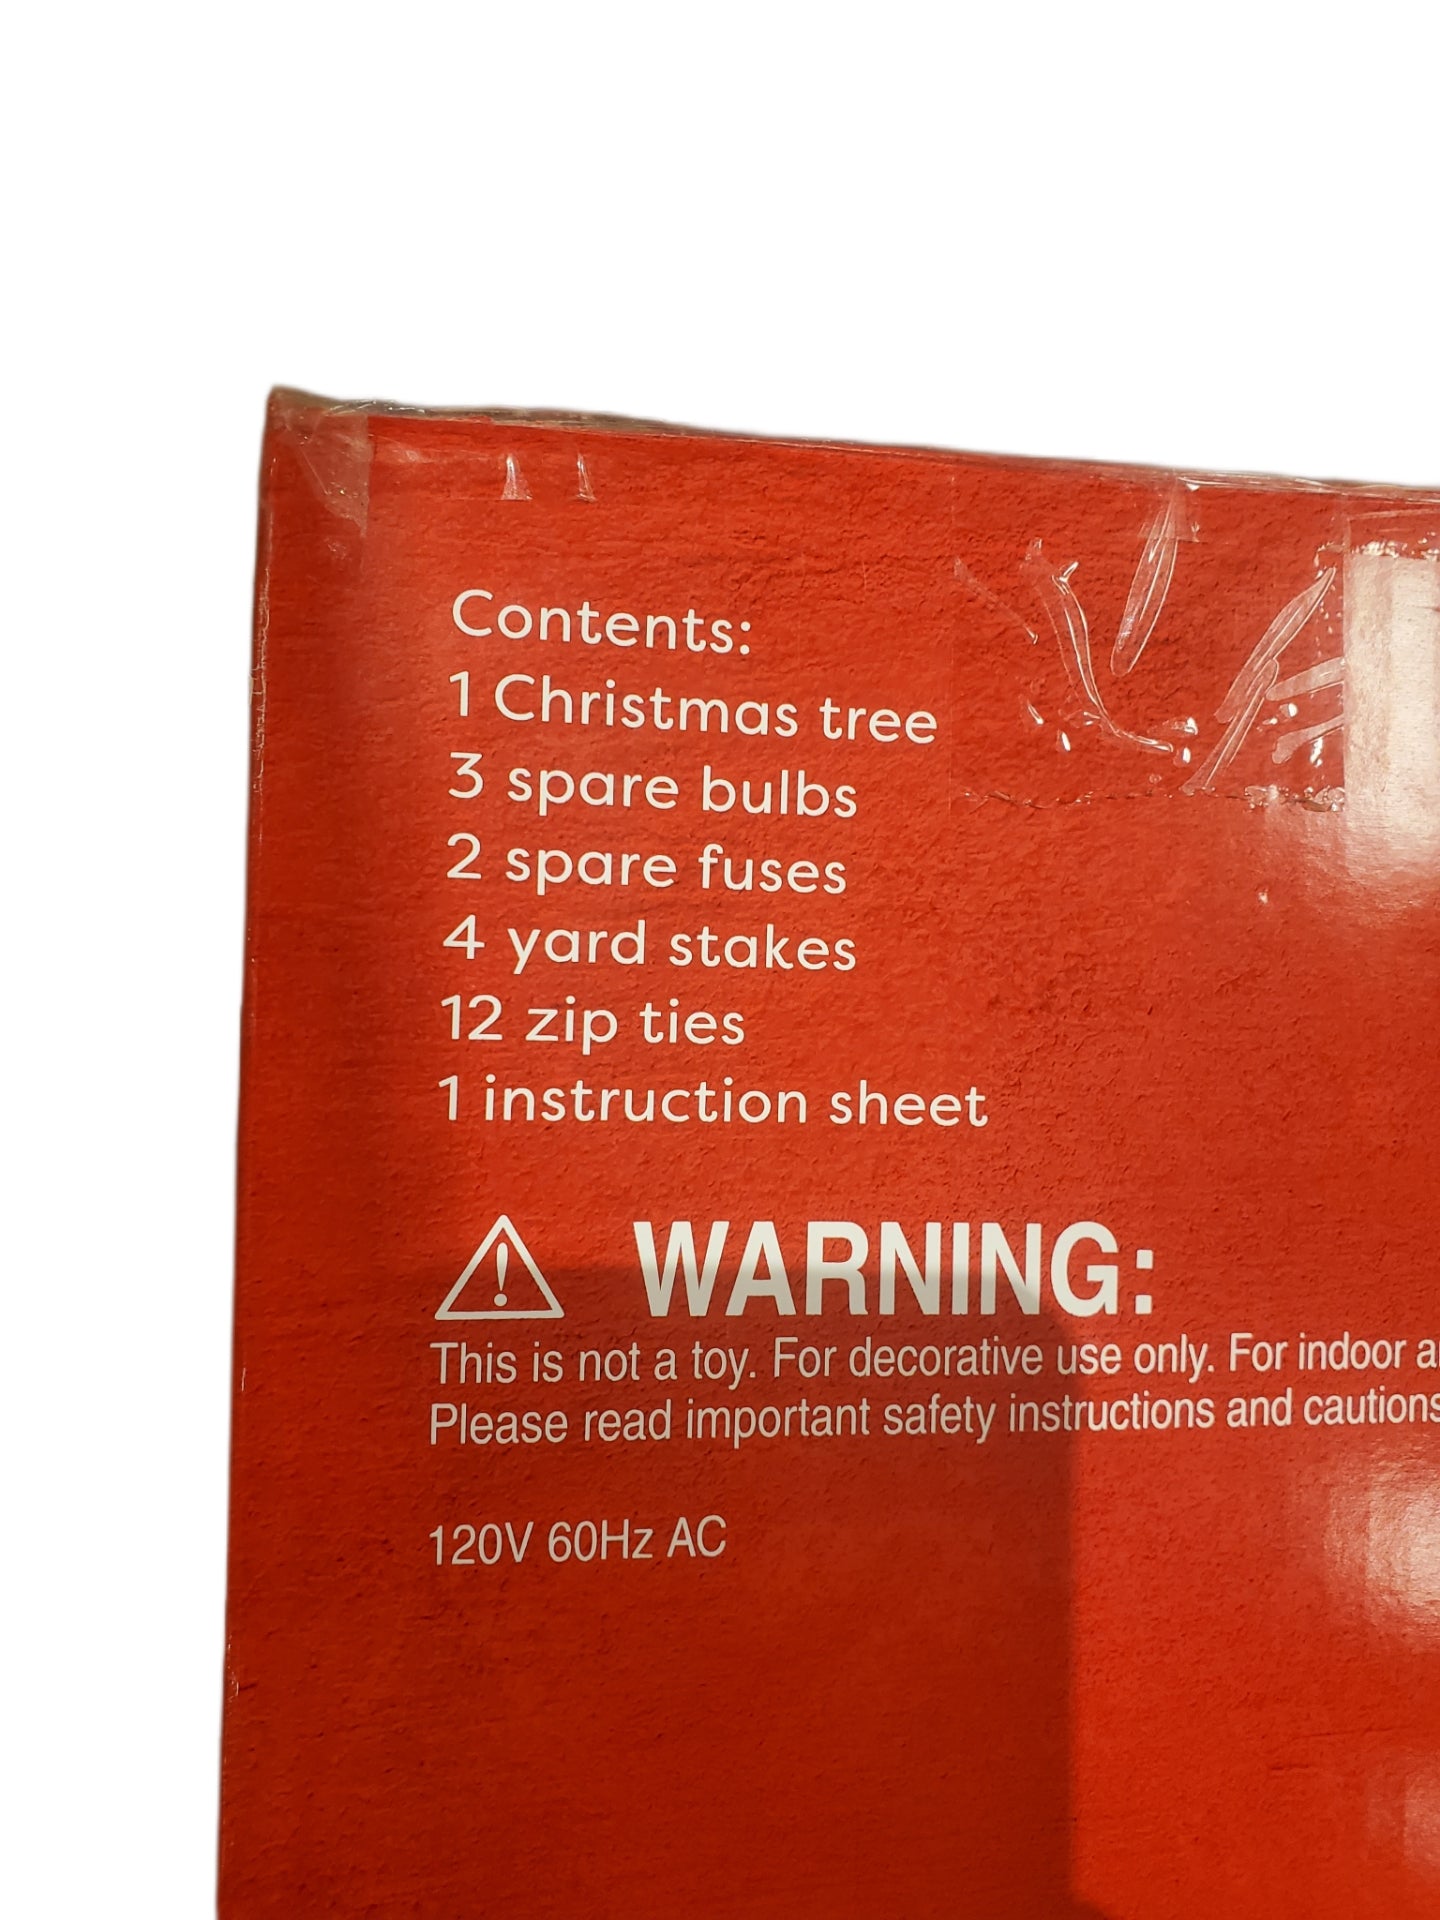 Contents:
1 Christmas tree
3 spare bulbs
2 spare fuses
4 yard stakes
12 zip ties
1 instruction sheet
WARNING:
This is not a toy. For decorative use only. For indoor
Please read important safety instructions and cautions
120V 60Hz AC